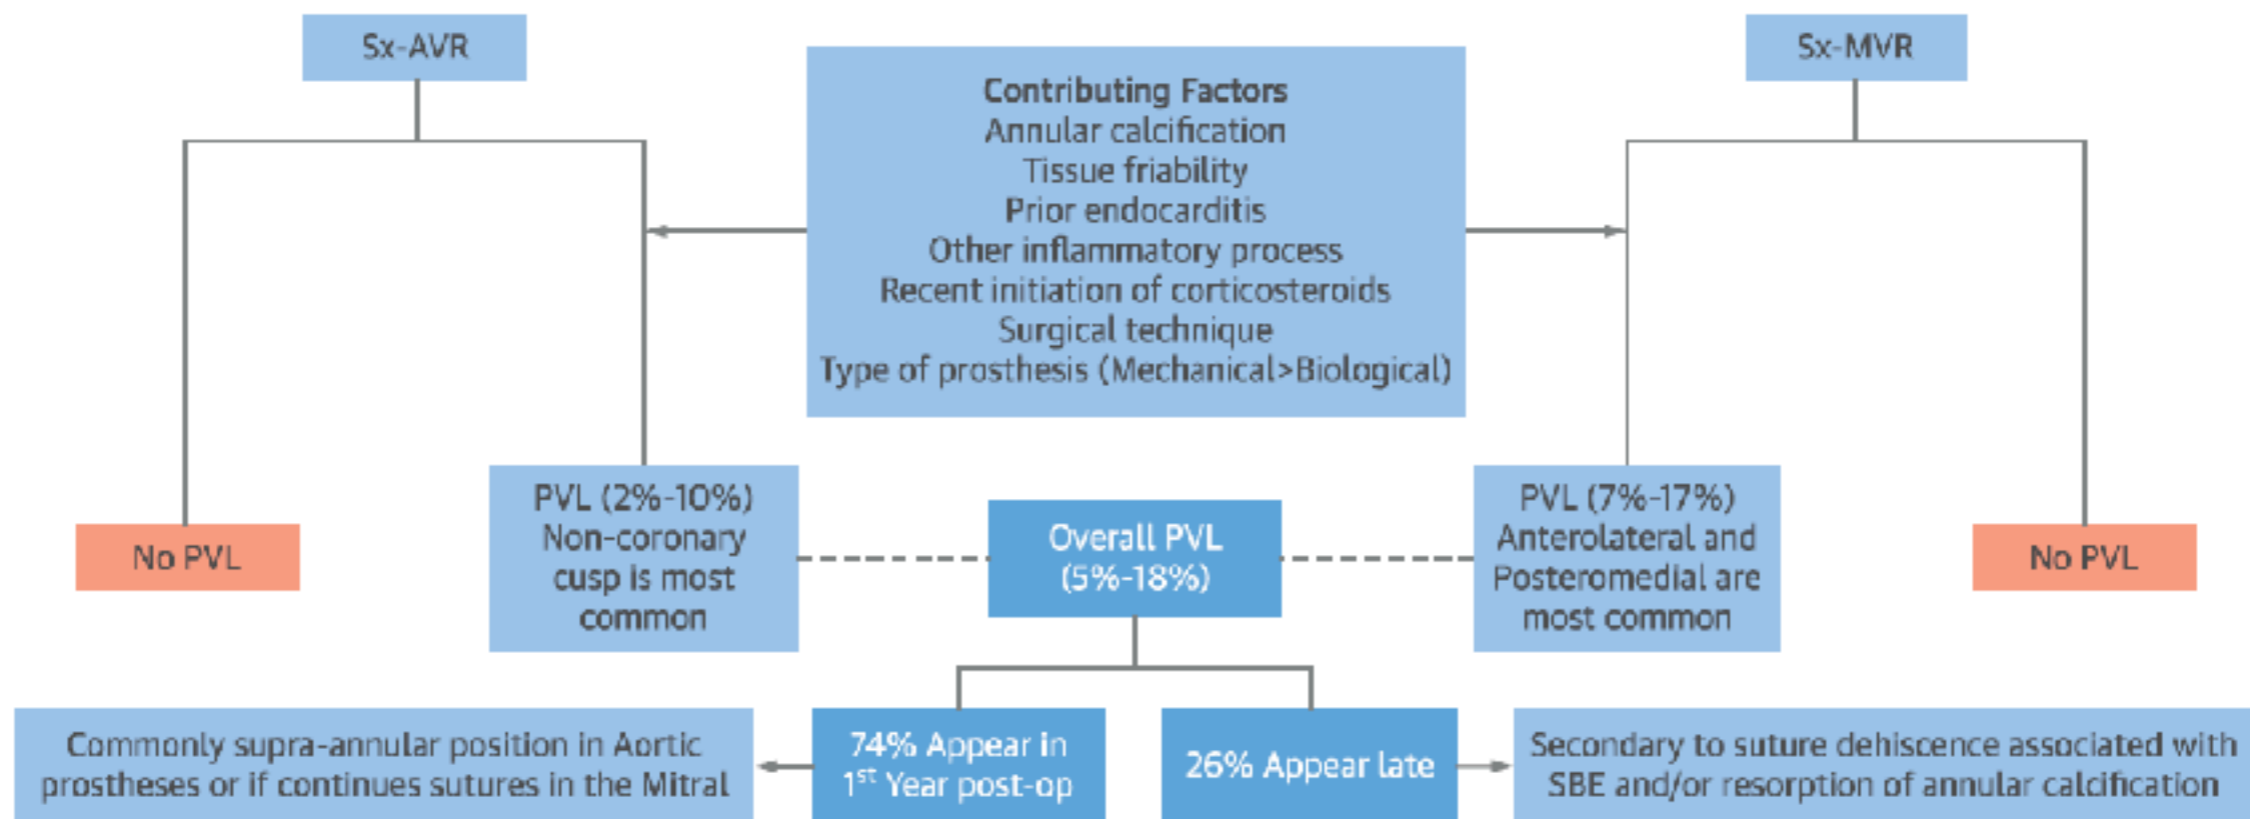 Sx-AVR
Sx-MVR
Contributing Factors
Annular calcification
Tissue friability
Prior endocarditis
Other inflammatory process
Recent initiation of corticosteroids
Surgical technique
Type of prosthesis (Mechanical>Biological)
No PVL
PVL (2%-10%)
Non-coronary
cusp is most
common
Overall PVL
(5%-18%)
PVL (7%-17%)
Anterolateral and
Posteromedial are
most common
No PVL
Commonly supra-annular position in Aortic
prostheses or if continues sutures in the Mitral
74% Appear in
1st Year post-op
26% Appear late
Secondary to suture dehiscence associated with
SBE and/or resorption of annular calcification